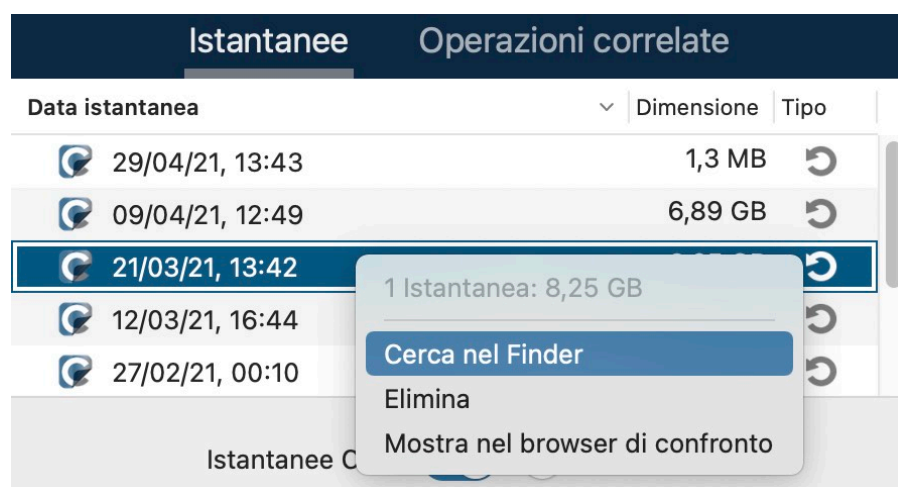 Istantanee Operazioni correlate
Data istantanea Dimensione Tipo
29/04/21, 13:43 1,3 MB
09/04/21, 12:49 6,89 GB
21/03/21, 13:42
1 Istantanea: 8,25 GB
12/03/21, 16:44
Cerca nel Finder
27/02/21, 00:10
Elimina
Mostra nel browser di confronto
Istantanee